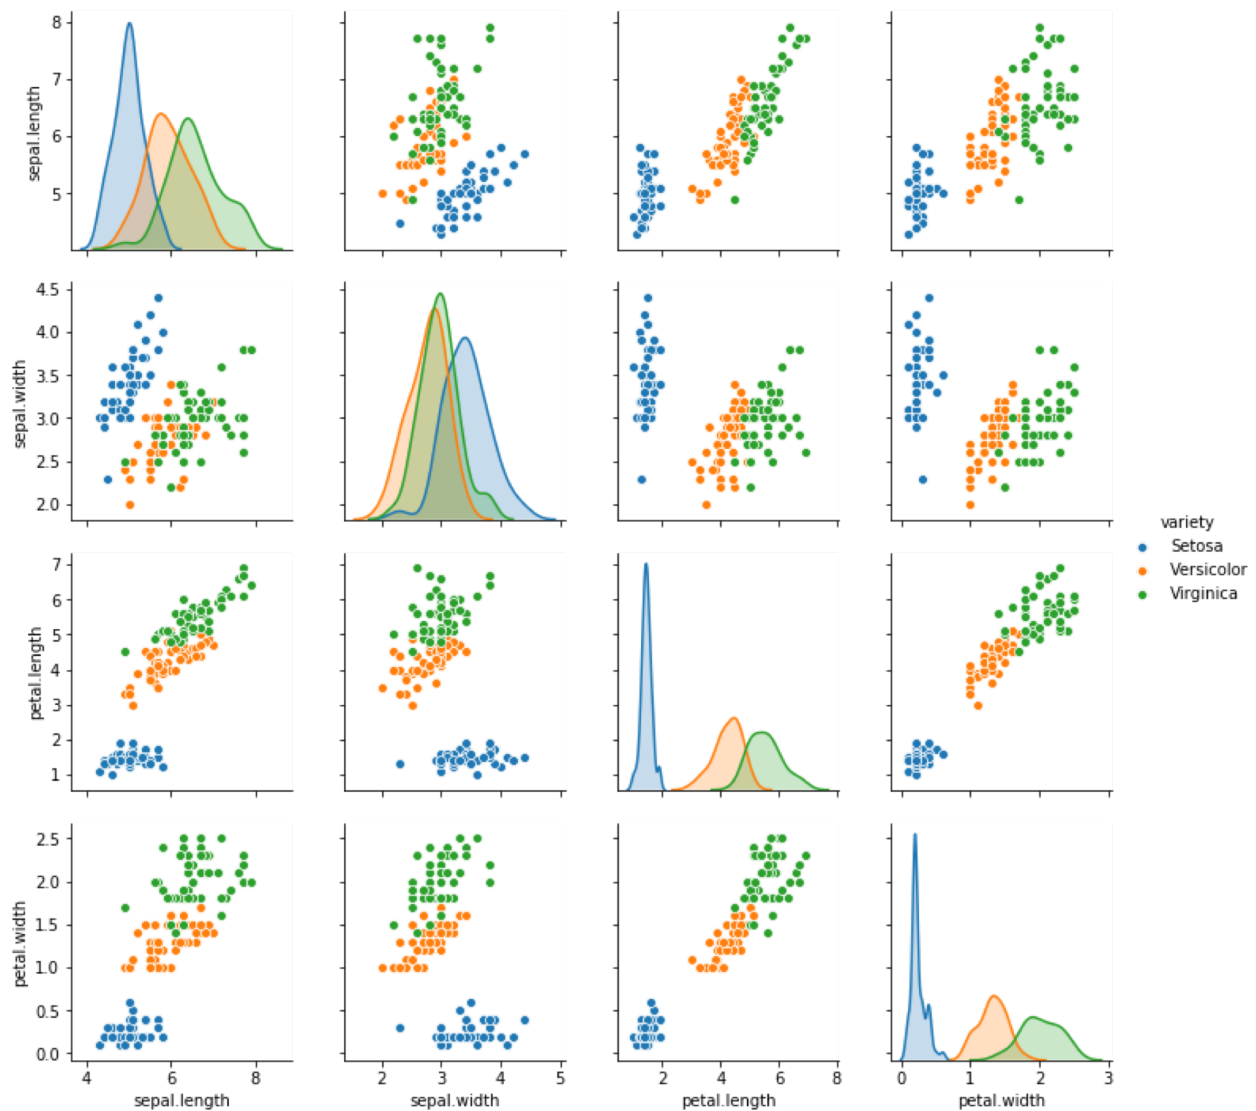 8
7
6
5
sepal.length
4.5
4.0
3.5
3.0
2.5
2.0
sepal.width
7
6
5
4
3
2
1
petal.length
2.5
2.0
1.5
1.0
0.5
0.0
petal.width
4 6 8
sepal.length
2 3 4 5
sepal.width
2 4 6 8
petal.length
0 1 2 3
petal.width
variety
Setosa
Versicolor
Virginica